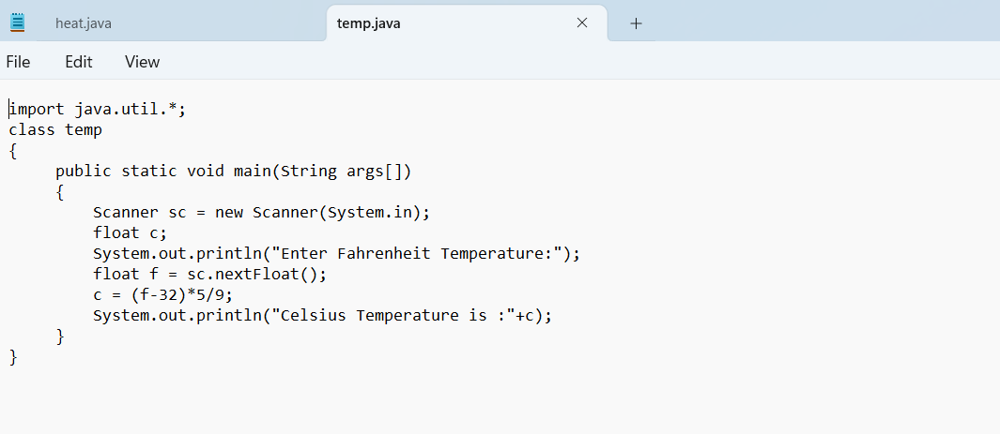 heat.java
temp.java
File Edit View
import java.util.*;
class temp
{
public static void main(String args[])
{
Scanner sc = new Scanner(System.in);
float c;
System.out.println("Enter Fahrenheit Temperature:");
float f = sc.nextFloat();
c = (f-32)*5/9;
System.out.println("Celsius Temperature is :"+c);
}
}